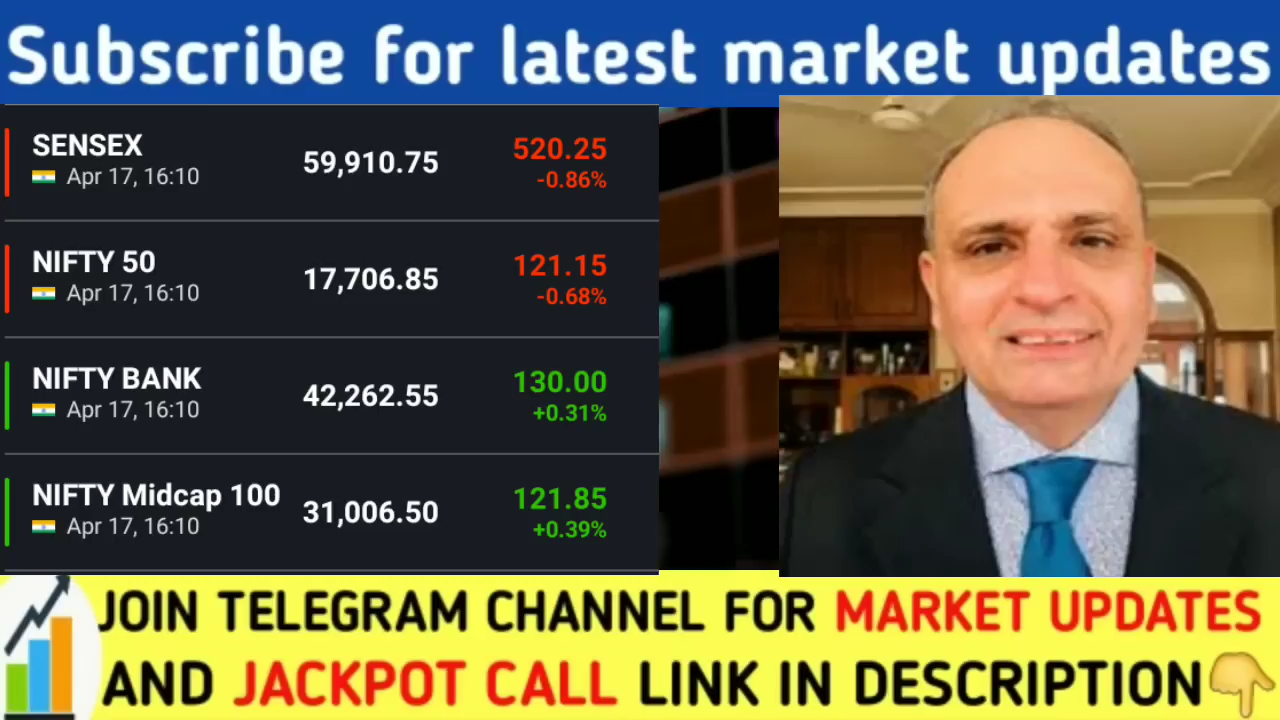 Subscribe for latest market updates
SENSEX
Apr 17, 16:10
59,910.75
520.25
-0.86%
NIFTY 50
Apr 17, 16:10
17,706.85
121.15
-0.68%
NIFTY BANK
Apr 17, 16:10
42,262.55
130.00
+0.31%
NIFTY Midcap 100
Apr 17, 16:10
31,006.50
121.85
+0.39%
JOIN TELEGRAM CHANNEL FOR MARKET UPDATES
AND JACKPOT CALL LINK IN DESCRIPTION👇